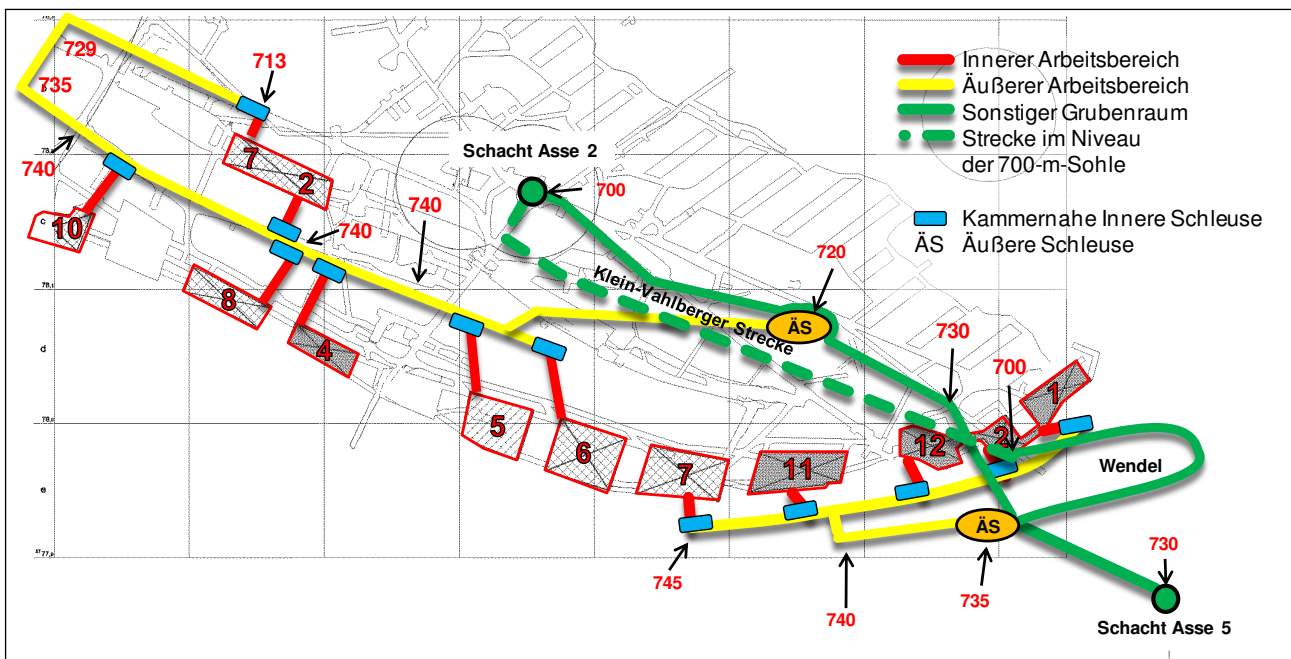 729
713
735
740
7
2
10
8
4
740
740
Schacht Asse 2
700
Klein-Vahlberger Strecke
ÄS
720
730
700
5
6
7
11
12
2
1
Wendel
ÄS
745
740
735
730
Schacht Asse 5
Innerer Arbeitsbereich
Äußerer Arbeitsbereich
Sonstiger Grubenraum
Strecke im Niveau
der 700-m-Sohle
Kammernahe Innere Schleuse
ÄS Äußere Schleuse
c
d
e